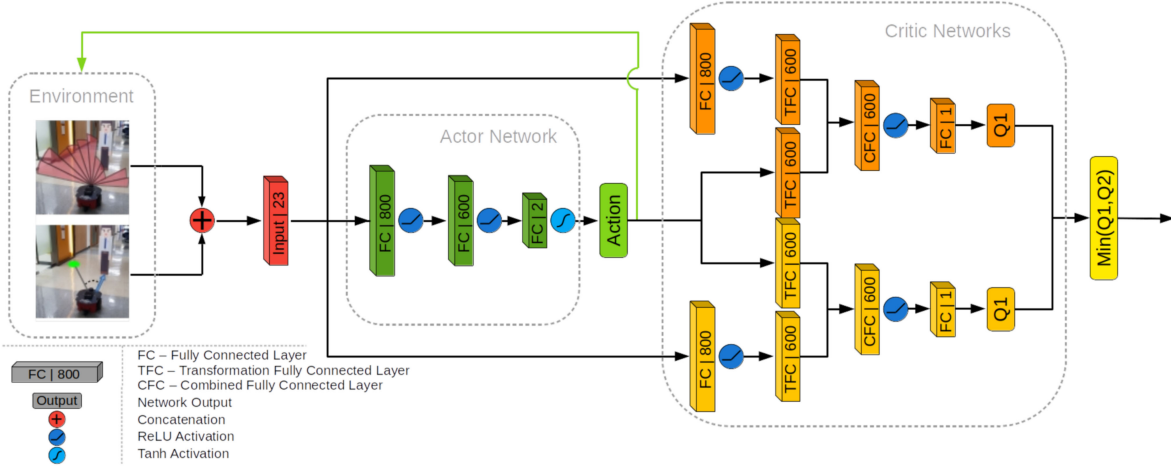 Critic Networks
Environment
Actor Network
FC | 800
TFC | 600
TFC | 600
CFC | 600
FC | 1
Q1
Input | 23
FC | 800
FC | 600
FC | 2
Action
Min(Q1,Q2)
FC | 800
TFC | 600
TFC | 600
CFC | 600
FC | 1
Q1
FC | 800
FC – Fully Connected Layer
TFC – Transformation Fully Connected Layer
CFC – Combined Fully Connected Layer
Output
Network Output
Concatenation
ReLU Activation
Tanh Activation